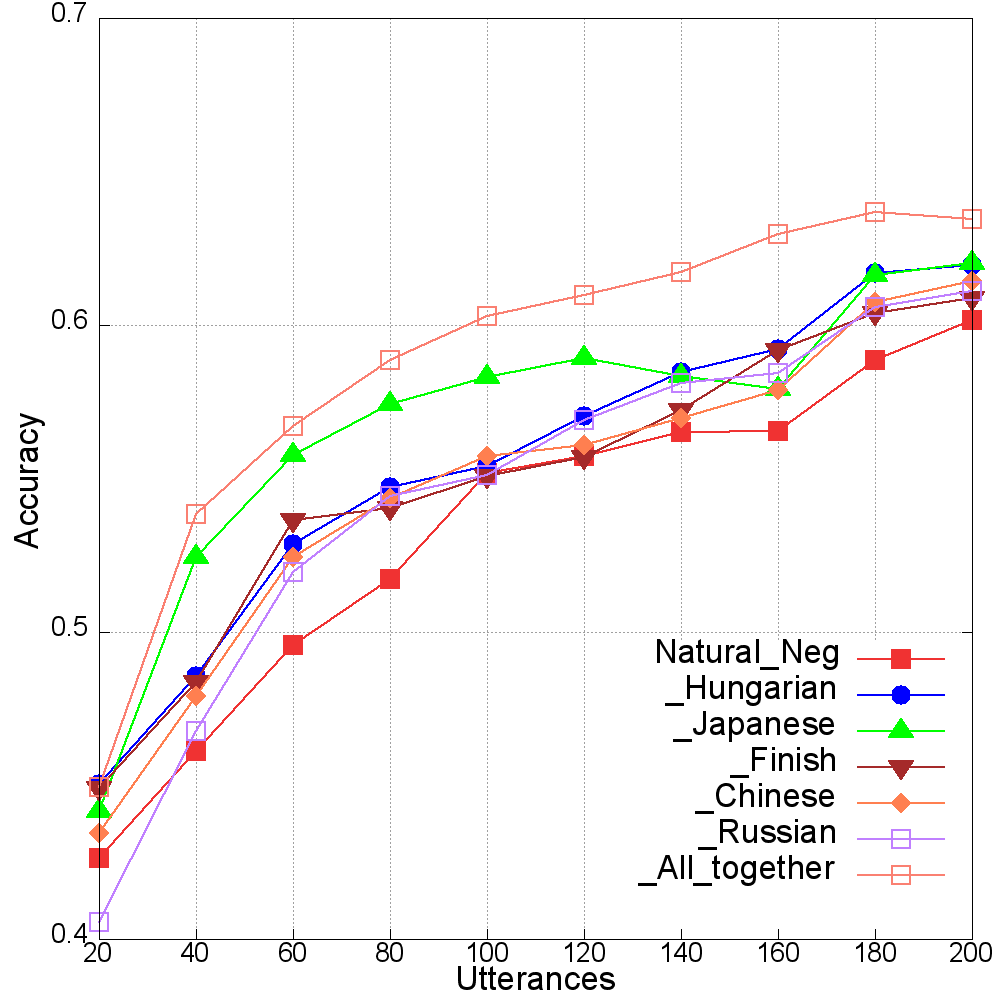 0.7
0.6
0.5
0.4
Accuracy
Natural_Neg
_Hungarian
_Japanese
_Finish
_Chinese
_Russian
_All_together
20 40 60 80 100 120 140 160 180 200
Utterances